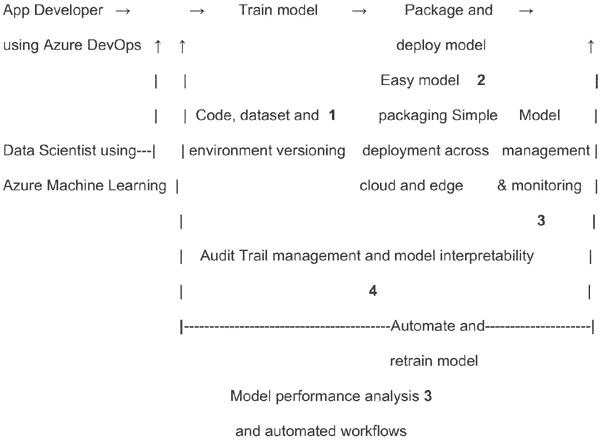 App Developer → → Train model → Package and →
using Azure DevOps ↑ ↑ deploy model ↑
| | Easy model 2 |
| | Code, dataset and 1 packaging Simple Model |
Data Scientist using---| | environment versioning deployment across management |
Azure Machine Learning | cloud and edge & monitoring |
| 3 |
| Audit Trail management and model interpretability |
| 4 |
|-----------------------------------------Automate and---------------------|
retrain model
Model performance analysis 3
and automated workflows